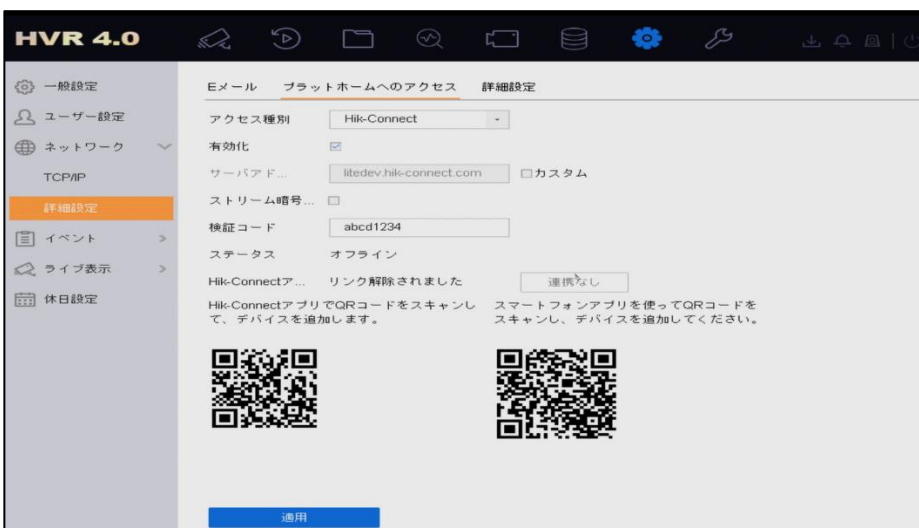 HVR 4.0
一般設定
ユーザー設定
ネットワーク
TCP/IP
詳細設定
イベント
ライブ表示
休日設定
Eメール プラットホームへのアクセス 詳細設定
アクセス種別 Hik-Connect
有効化
サーバアド... litedev.hik-connect.com カスタム
ストリーム暗号...
検証コード abcd1234
ステータス オフライン
Hik-Connectア... リンク解除されました 連携なし
Hik-ConnectアプリでQRコードをスキャンし
て、デバイスを追加します。
スマートフォンアプリを使ってQRコードを
スキャンし、デバイスを追加してください。
適用